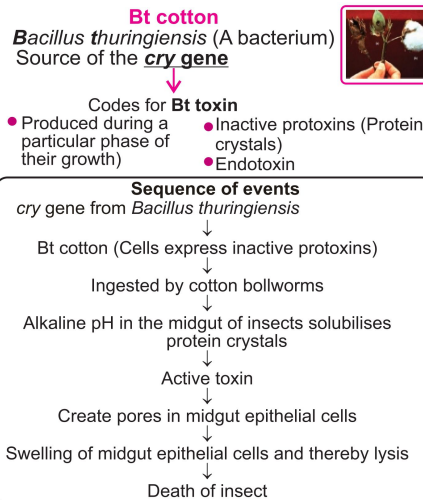 Bt cotton
Bacillus thuringiensis (A bacterium)
Source of the cry gene
Codes for Bt toxin
Produced during a
particular phase of
their growth)
Inactive protoxins (Protein
crystals)
Endotoxin
Sequence of events
cry gene from Bacillus thuringiensis
Bt cotton (Cells express inactive protoxins)
Ingested by cotton bollworms
Alkaline pH in the midgut of insects solubilises
protein crystals
Active toxin
Create pores in midgut epithelial cells
Swelling of midgut epithelial cells and thereby lysis
Death of insect